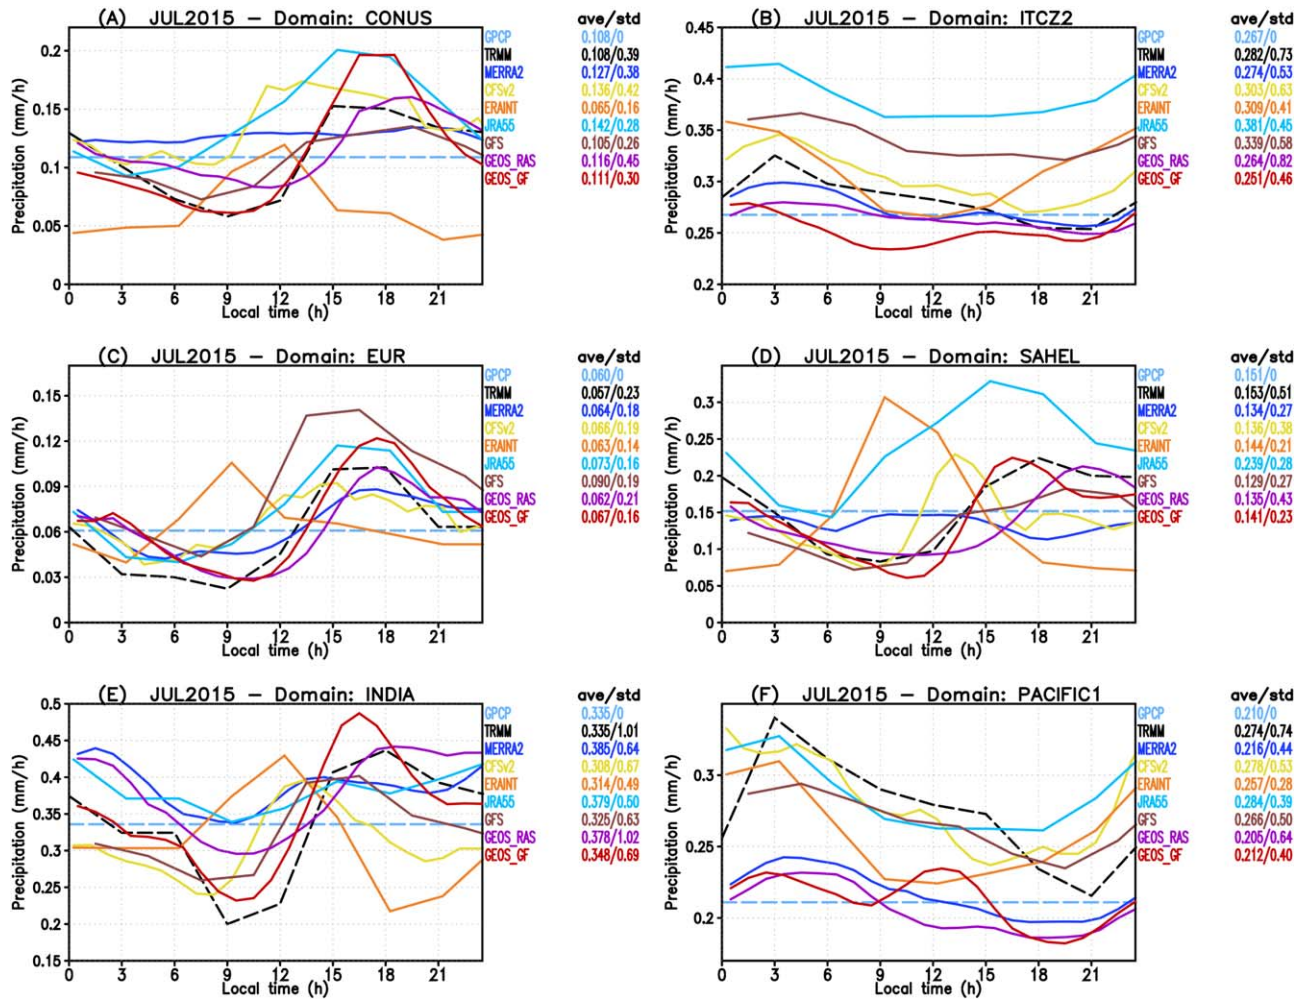 (A) JUL2015 – Domain: CONUS ave/std
GPCP 0.108/0
TRMM 0.108/0.39
MERRA2 0.127/0.38
CFSv2 0.136/0.42
ERAINT 0.065/0.16
JRA55 0.142/0.28
GFS 0.105/0.26
GEOS_RAS 0.116/0.45
GEOS_GF 0.111/0.30
Precipitation (mm/h)
0.2
0.15
0.1
0.05
0
0 3 6 9 12 15 18 21
Local time (h)
(B) JUL2015 – Domain: ITCZ2 ave/std
GPCP 0.267/0
TRMM 0.282/0.73
MERRA2 0.274/0.53
CFSv2 0.303/0.63
ERAINT 0.309/0.41
JRA55 0.381/0.45
GFS 0.339/0.58
GEOS_RAS 0.264/0.82
GEOS_GF 0.251/0.46
Precipitation (mm/h)
0.45
0.4
0.35
0.3
0.25
0.2
0 3 6 9 12 15 18 21
Local time (h)
(C) JUL2015 – Domain: EUR ave/std
GPCP 0.060/0
TRMM 0.057/0.23
MERRA2 0.064/0.18
CFSv2 0.066/0.19
ERAINT 0.063/0.14
JRA55 0.073/0.16
GFS 0.090/0.19
GEOS_RAS 0.062/0.21
GEOS_GF 0.067/0.16
Precipitation (mm/h)
0.15
0.12
0.09
0.06
0.03
0
0 3 6 9 12 15 18 21
Local time (h)
(D) JUL2015 – Domain: SAHEL ave/std
GPCP 0.151/0
TRMM 0.153/0.51
MERRA2 0.134/0.27
CFSv2 0.136/0.38
ERAINT 0.144/0.21
JRA55 0.239/0.28
GFS 0.129/0.27
GEOS_RAS 0.135/0.43
GEOS_GF 0.141/0.23
Precipitation (mm/h)
0.3
0.25
0.2
0.15
0.1
0.05
0
0 3 6 9 12 15 18 21
Local time (h)
(E) JUL2015 – Domain: INDIA ave/std
GPCP 0.335/0
TRMM 0.335/1.01
MERRA2 0.385/0.64
CFSv2 0.308/0.67
ERAINT 0.314/0.49
JRA55 0.379/0.50
GFS 0.325/0.63
GEOS_RAS 0.378/1.02
GEOS_GF 0.348/0.69
Precipitation (mm/h)
0.5
0.45
0.4
0.35
0.3
0.25
0.2
0.15
0 3 6 9 12 15 18 21
Local time (h)
(F) JUL2015 – Domain: PACIFIC1 ave/std
GPCP 0.210/0
TRMM 0.274/0.74
MERRA2 0.216/0.44
CFSv2 0.278/0.53
ERAINT 0.257/0.28
JRA55 0.284/0.39
GFS 0.266/0.50
GEOS_RAS 0.205/0.64
GEOS_GF 0.212/0.40
Precipitation (mm/h)
0.3
0.25
0.2
0 3 6 9 12 15 18 21
Local time (h)